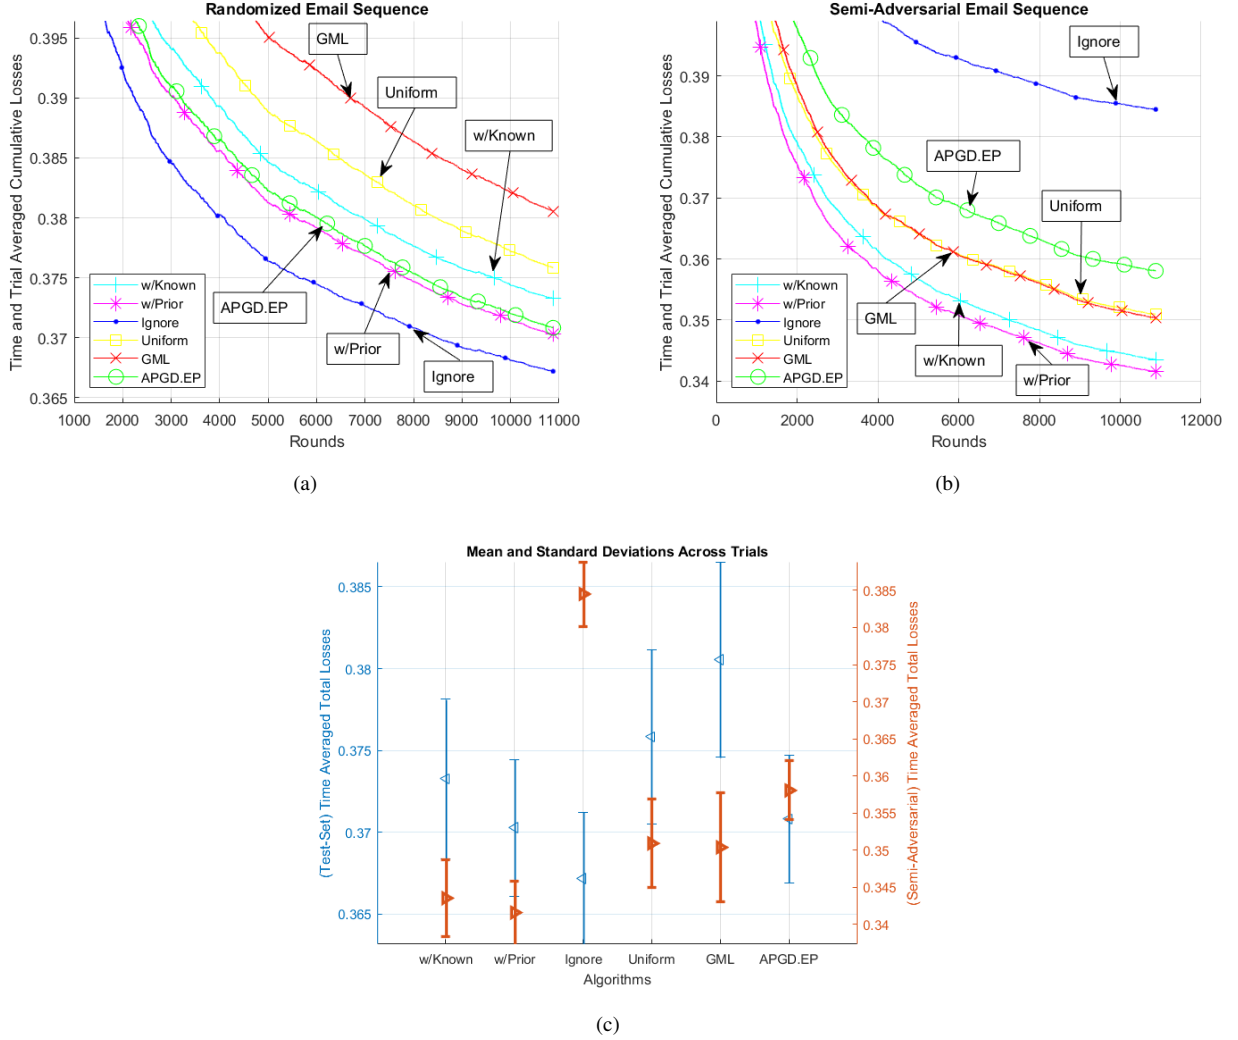 Randomized Email Sequence
Time and Trial Averaged Cumulative Losses
0.395
0.39
0.385
0.38
0.375
0.37
0.365
GML
Uniform
w/Known
APGD.EP
w/Prior
Ignore
w/Known
w/Prior
Ignore
Uniform
GML
APGD.EP
1000 2000 3000 4000 5000 6000 7000 8000 9000 10000 11000
Rounds
(a)
Semi-Adversarial Email Sequence
Time and Trial Averaged Cumulative Losses
0.39
0.38
0.37
0.36
0.35
0.34
Ignore
APGD.EP
Uniform
GML
w/Known
w/Prior
w/Known
w/Prior
Ignore
Uniform
GML
APGD.EP
0 2000 4000 6000 8000 10000 12000
Rounds
(b)
Mean and Standard Deviations Across Trials
(Test-Set) Time Averaged Total Losses
0.385
0.38
0.375
0.37
0.365
0.385
0.38
0.375
0.37
0.365
0.36
0.355
0.35
0.345
0.34
(Semi-Adversarial) Time Averaged Total Losses
w/Known w/Prior Ignore Uniform GML APGD.EP
Algorithms
(c)